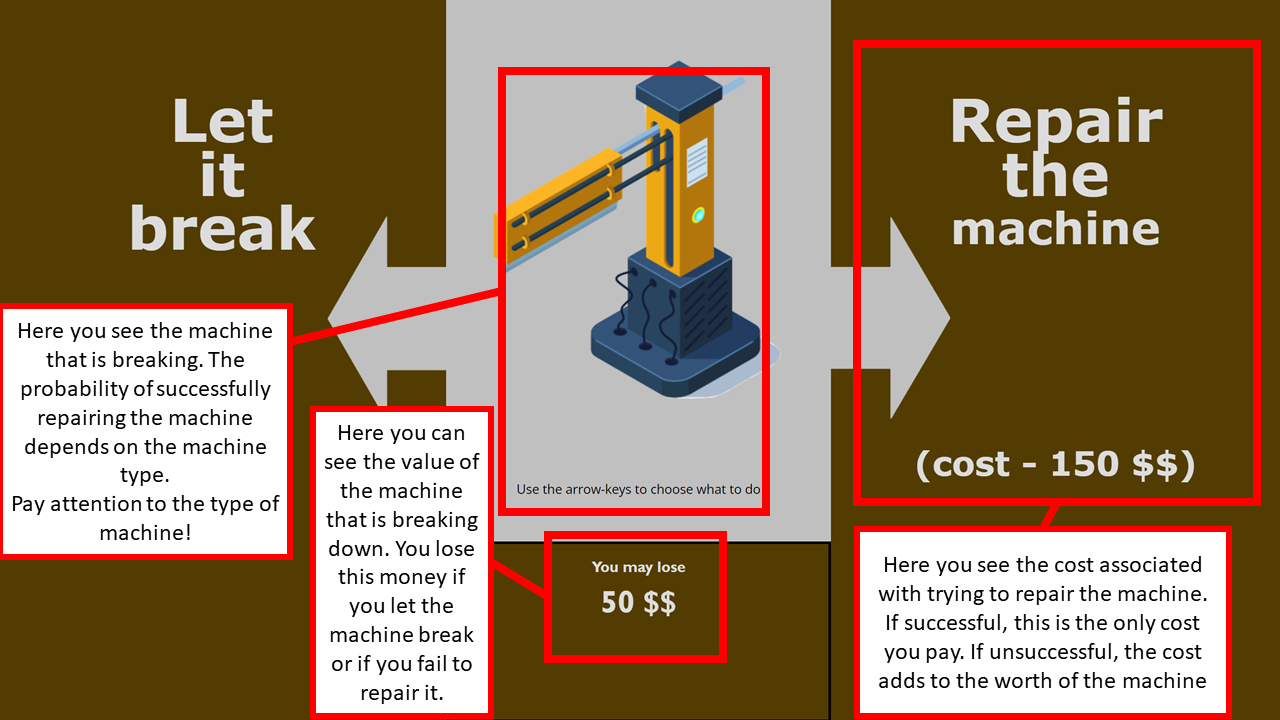 Let
it
break
Repair
the
machine
Here you see the machine
that is breaking. The
probability of successfully
repairing the machine
depends on the machine
type.
Pay attention to the type of
machine!
Here you can
see the value of
the machine
that is breaking
down. You lose
this money if
you let the
machine break
or if you fail to
repair it.
Use the arrow-keys to choose what to do
You may lose
50 $$
(cost - 150 $$)
Here you see the cost associated
with trying to repair the machine.
If successful, this is the only cost
you pay. If unsuccessful, the cost
adds to the worth of the machine